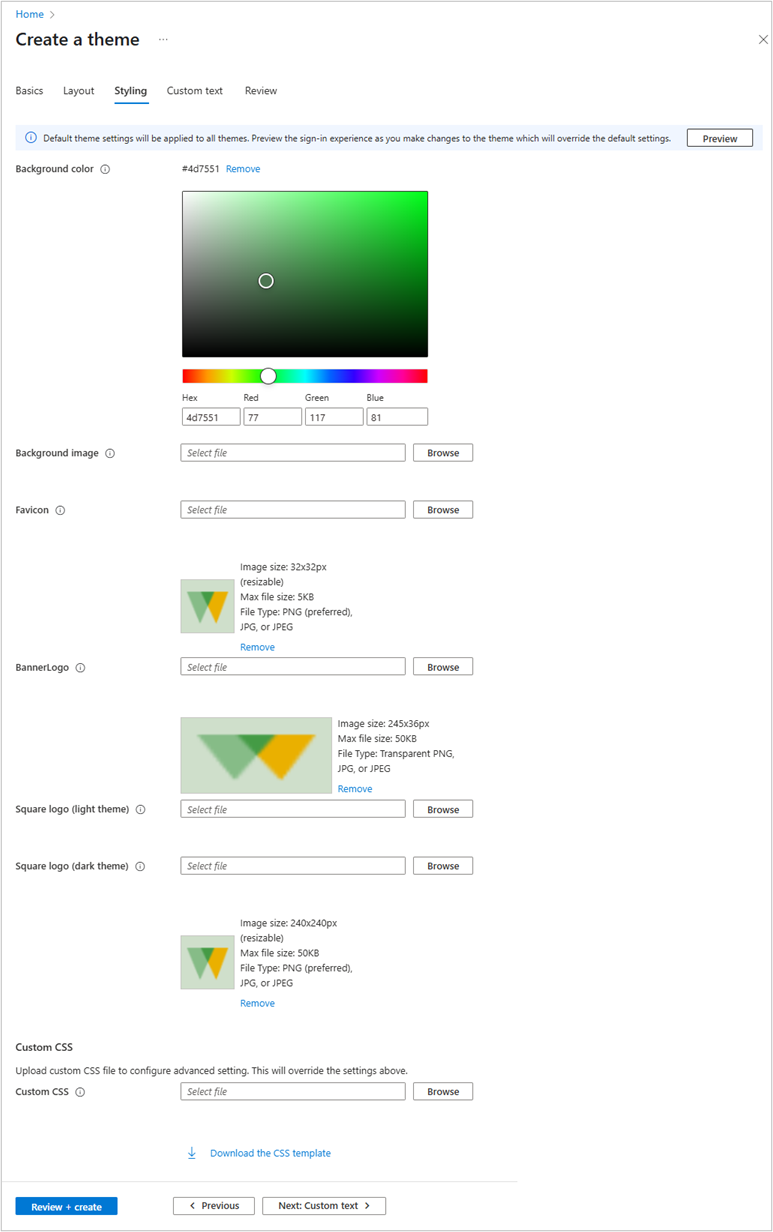 Home
Create a theme ...
Basics Layout Styling Custom text Review
Default theme settings will be applied to all themes. Preview the sign-in experience as you make changes to the theme which will override the default settings. Preview
Background color #4d7551 Remove
Hex Red Green Blue
4d7551 77 117 81
Background image Select file Browse
Favicon Select file Browse
Image size: 32x32px
(resizable)
Max file size: 5KB
File Type: PNG (preferred),
JPG, or JPEG
Remove
BannerLogo Select file Browse
Image size: 245x36px
Max file size: 50KB
File Type: Transparent PNG,
JPG, or JPEG
Remove
Square logo (light theme) Select file Browse
Square logo (dark theme) Select file Browse
Image size: 240x240px
(resizable)
Max file size: 50KB
File Type: PNG (preferred),
JPG, or JPEG
Remove
Custom CSS
Upload custom CSS file to configure advanced setting. This will override the settings above.
Custom CSS Select file Browse
Download the CSS template
Review + create Previous Next: Custom text